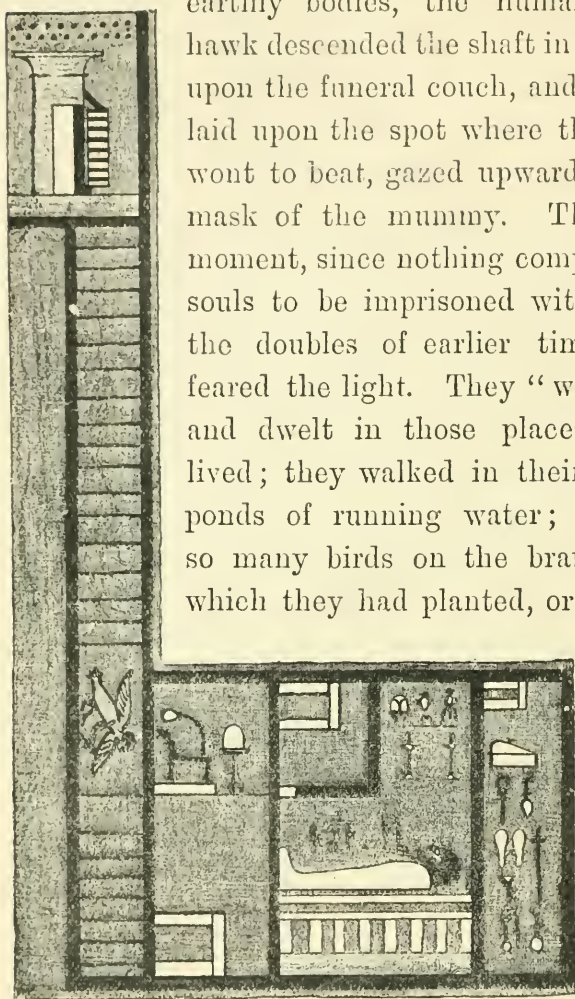 earthly bodies, the human
hawk descended the shaft in
upon the funeral couch, and
laid upon the spot where th
wont to beat, gazed upward
mask of the mummy. Th
moment, since nothing comp
souls to be imprisoned wit
the doubles of earlier tim
feared the light. They “ w
and dwelt in those place
lived ; they walked in their
ponds of running water ;
so many birds on the bra
which they had planted, or